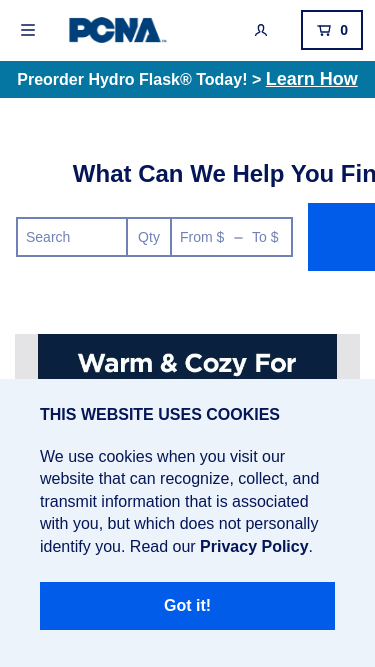 PCNA
0
Preorder Hydro Flask® Today! > Learn How
What Can We Help You Fin
Search Qty From $ – To $
Warm & Cozy For
THIS WEBSITE USES COOKIES
We use cookies when you visit our
website that can recognize, collect, and
transmit information that is associated
with you, but which does not personally
identify you. Read our Privacy Policy.
Got it!